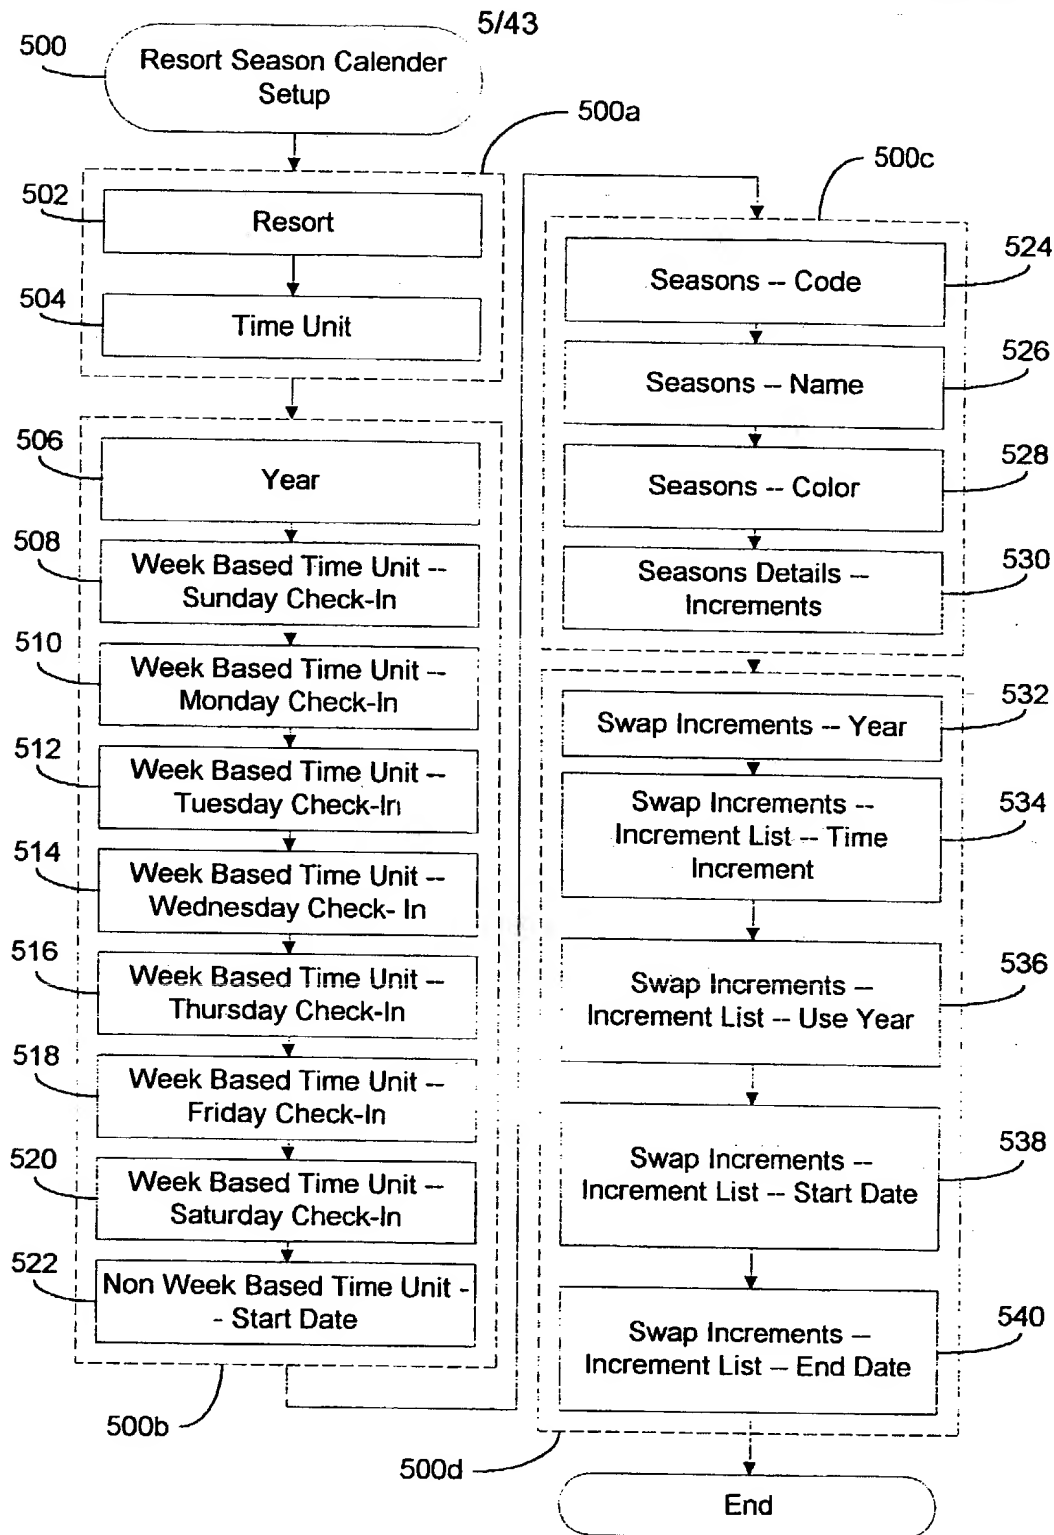 5/43
500
Resort Season Calender
Setup
500a
502
Resort
504
Time Unit
506
Year
508
Week Based Time Unit --
Sunday Check-In
510
Week Based Time Unit --
Monday Check-In
512
Week Based Time Unit --
Tuesday Check-In
514
Week Based Time Unit --
Wednesday Check- In
516
Week Based Time Unit --
Thursday Check-In
518
Week Based Time Unit --
Friday Check-In
520
Week Based Time Unit --
Saturday Check-In
522
Non Week Based Time Unit -
- Start Date
500b
500c
524
Seasons -- Code
526
Seasons -- Name
528
Seasons -- Color
530
Seasons Details --
Increments
532
Swap Increments -- Year
534
Swap Increments --
Increment List -- Time
Increment
536
Swap Increments --
Increment List -- Use Year
538
Swap Increments --
Increment List -- Start Date
540
Swap Increments --
Increment List -- End Date
500d
End